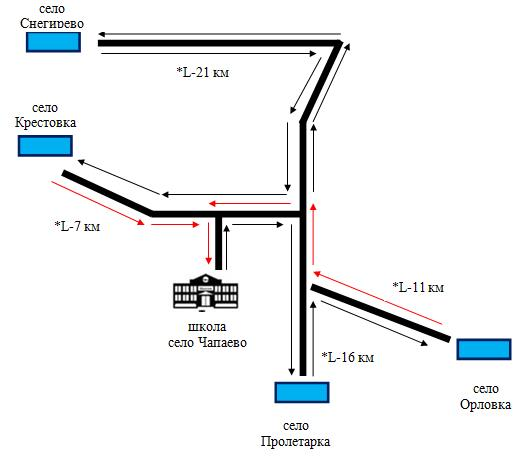 село
Снегирево
*L-21 км
село
Крестовка
*L-7 км
*L-11 км
школа
село Чапаево
*L-16 км
село
Орловка
село
Пролетарка